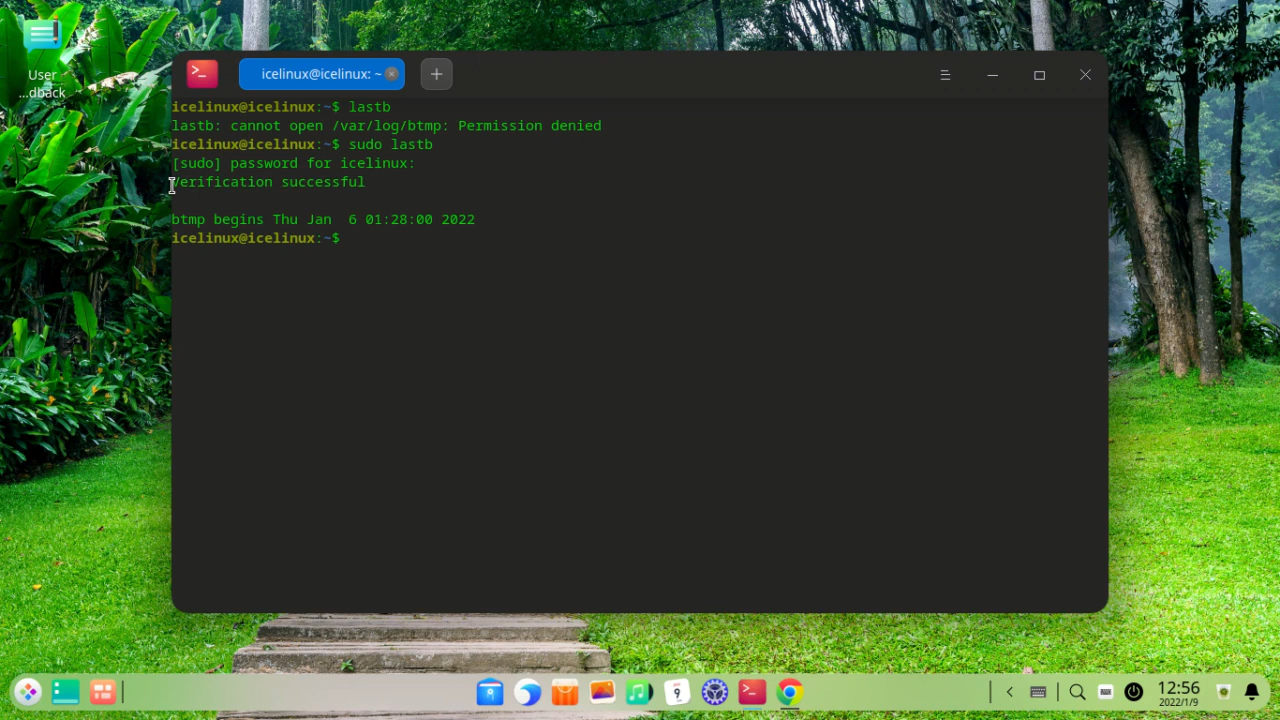 User
...dback
icelinux@icelinux: ~
icelinux@icelinux:~$ lastb
lastb: cannot open /var/log/btmp: Permission denied
icelinux@icelinux:~$ sudo lastb
[sudo] password for icelinux:
Verification successful
btmp begins Thu Jan  6 01:28:00 2022
icelinux@icelinux:~$
9
12:56
2022/1/9